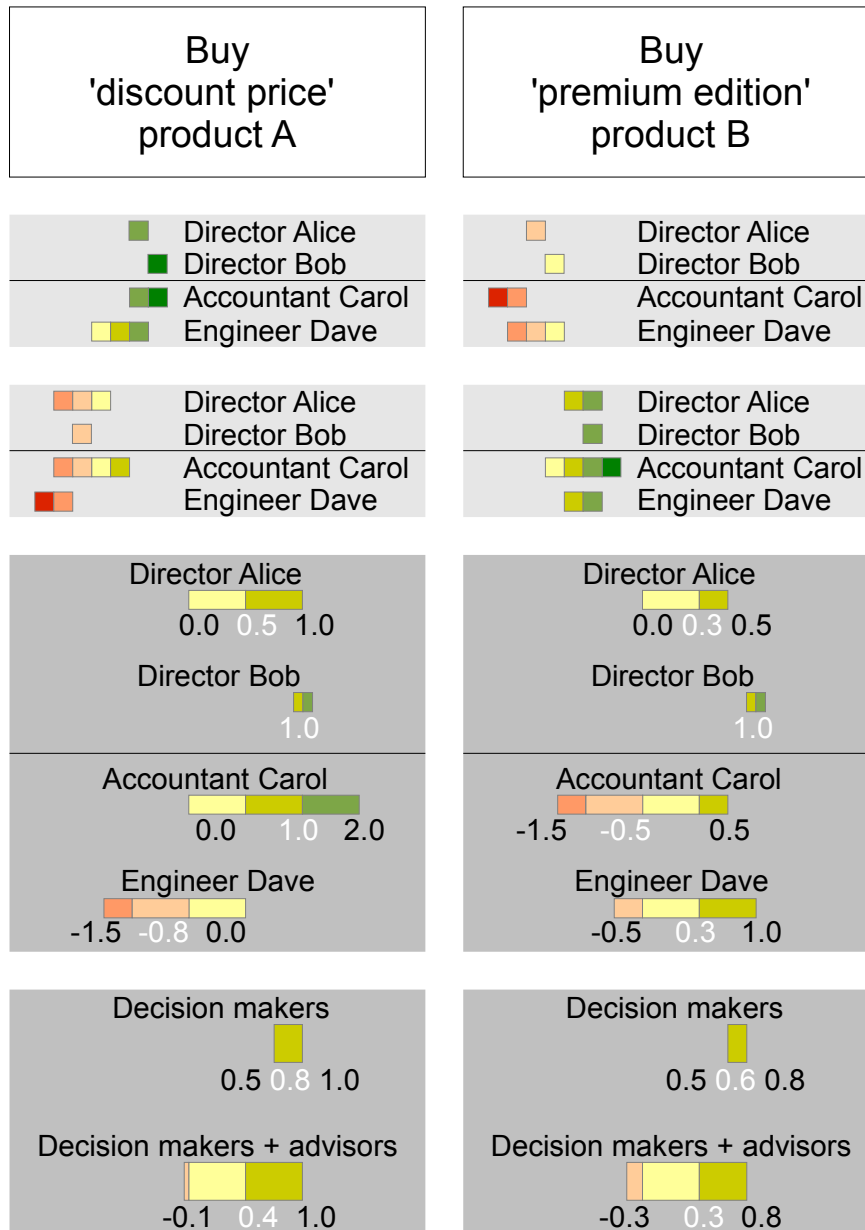 Buy
'discount price'
product A
Buy
'premium edition'
product B
Director Alice
Director Bob
Accountant Carol
Engineer Dave
Director Alice
Director Bob
Accountant Carol
Engineer Dave
Director Alice
Director Bob
Accountant Carol
Engineer Dave
Director Alice
Director Bob
Accountant Carol
Engineer Dave
Director Alice
0.0 0.5 1.0
Director Bob
1.0
Accountant Carol
0.0 1.0 2.0
Engineer Dave
-1.5 -0.8 0.0
Director Alice
0.0 0.3 0.5
Director Bob
1.0
Accountant Carol
-1.5 -0.5 0.5
Engineer Dave
-0.5 0.3 1.0
Decision makers
0.5 0.8 1.0
Decision makers + advisors
-0.1 0.4 1.0
Decision makers
0.5 0.6 0.8
Decision makers + advisors
-0.3 0.3 0.8